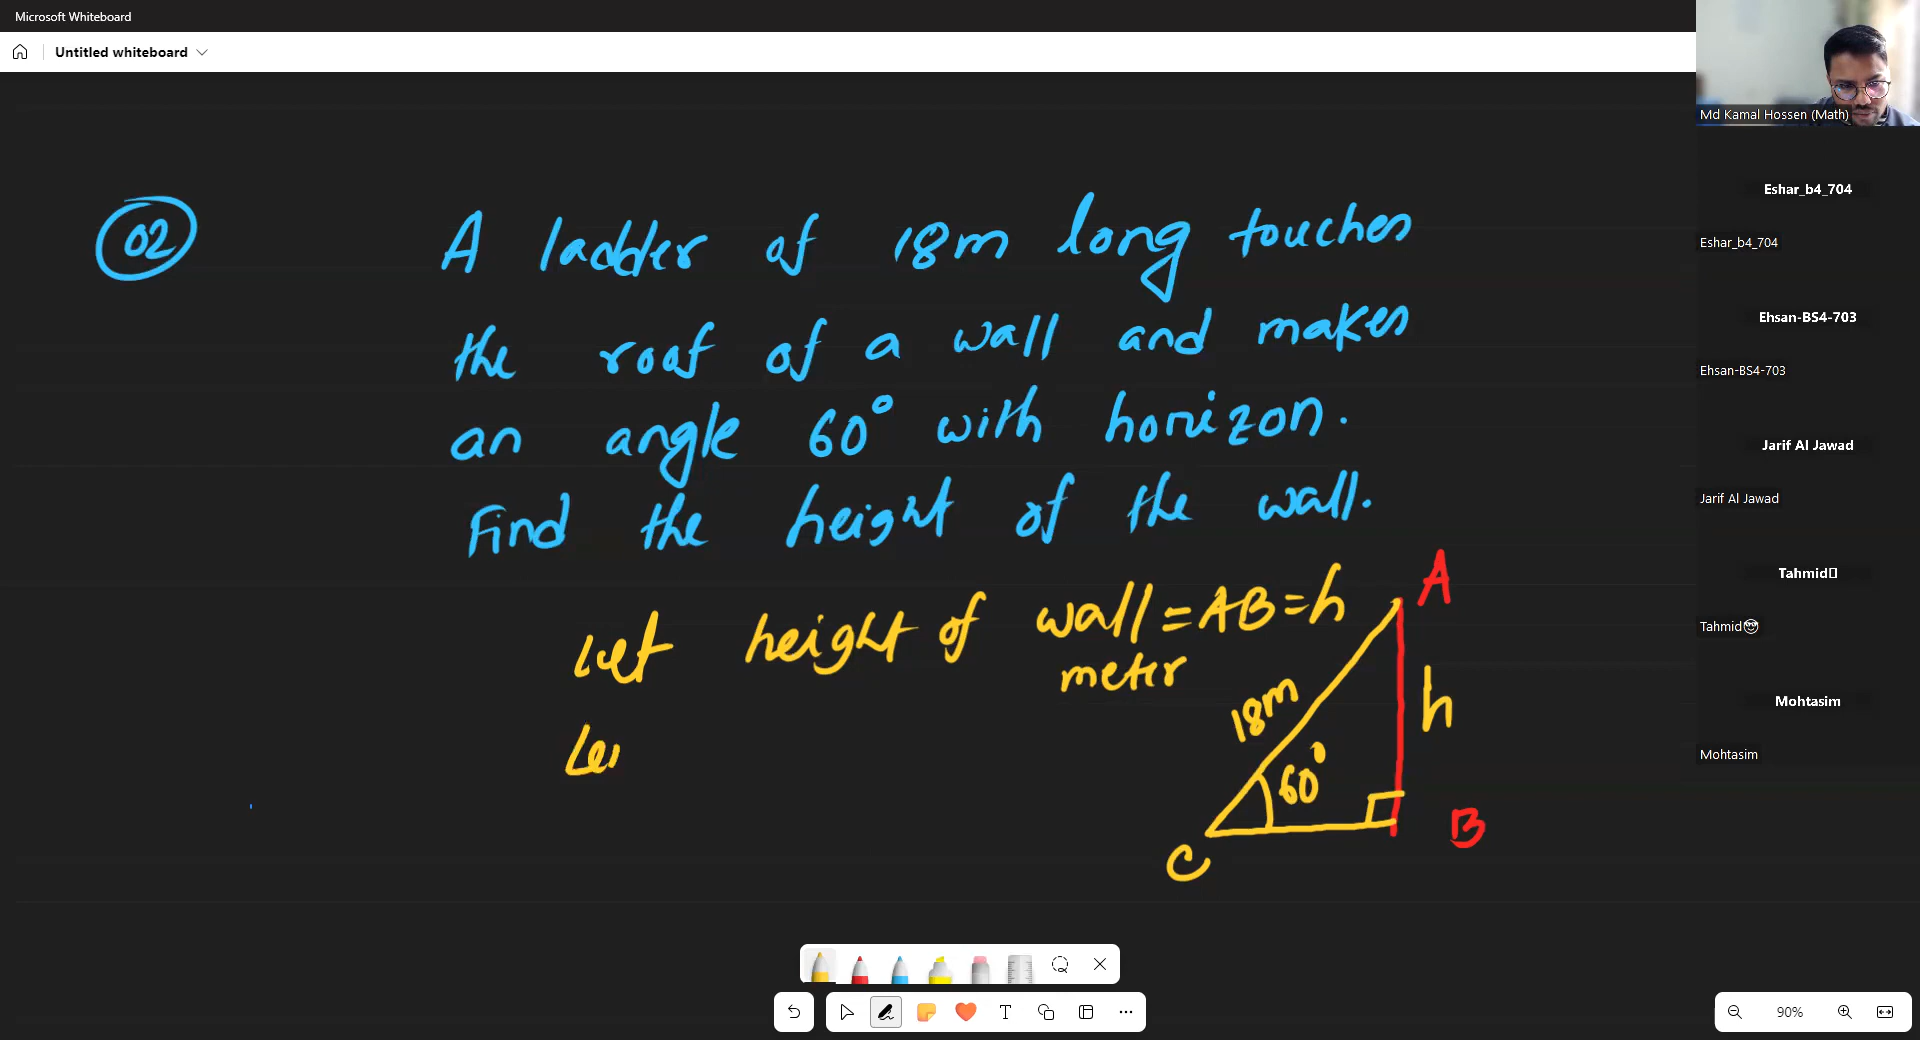 Microsoft Whiteboard
Untitled whiteboard
Md Kamal Hossen (Math)
02
A ladder of 18m long touches
the roof of a wall and makes
an angle 60° with horizon.
Find the height of the wall.
Let height of wall = AB = h
meter
Le
A
18m
h
60°
B
C
Eshar_b4_704
Eshar_b4_704
Ehsan-BS4-703
Ehsan-BS4-703
Jarif Al Jawad
Jarif Al Jawad
Tahmid
Tahmid😎
Mohtasim
Mohtasim
90%